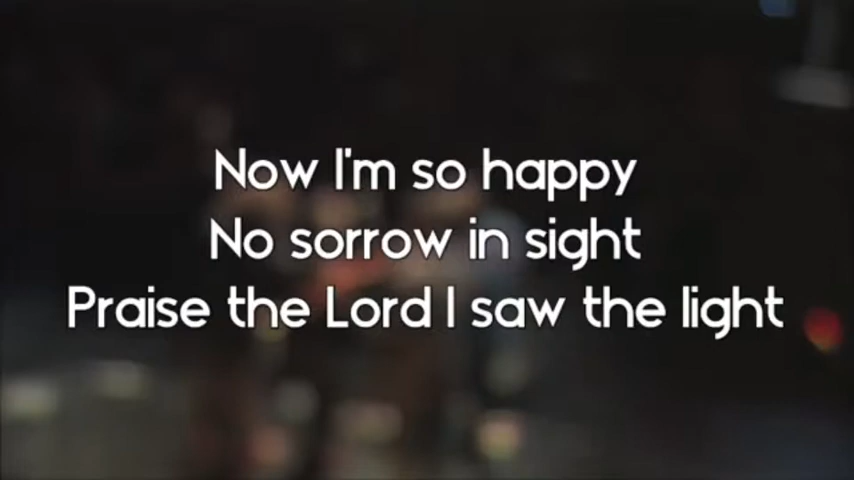 Now I'm so happy
No sorrow in sight
Praise the Lord I saw the light